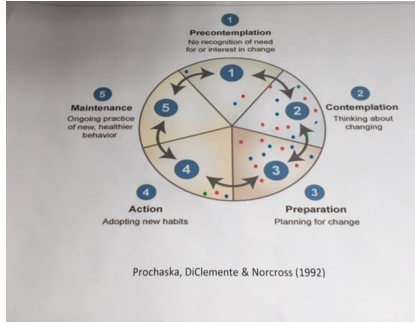 1
Precontemplation
No recognition of need
for or interest in change
1
5
Maintenance
Ongoing practice
of new, healthier
behavior
5
2
2
Contemplation
Thinking about
changing
4
3
4
Action
Adopting new habits
3
Preparation
Planning for change
Prochaska, DiClemente & Norcross (1992)